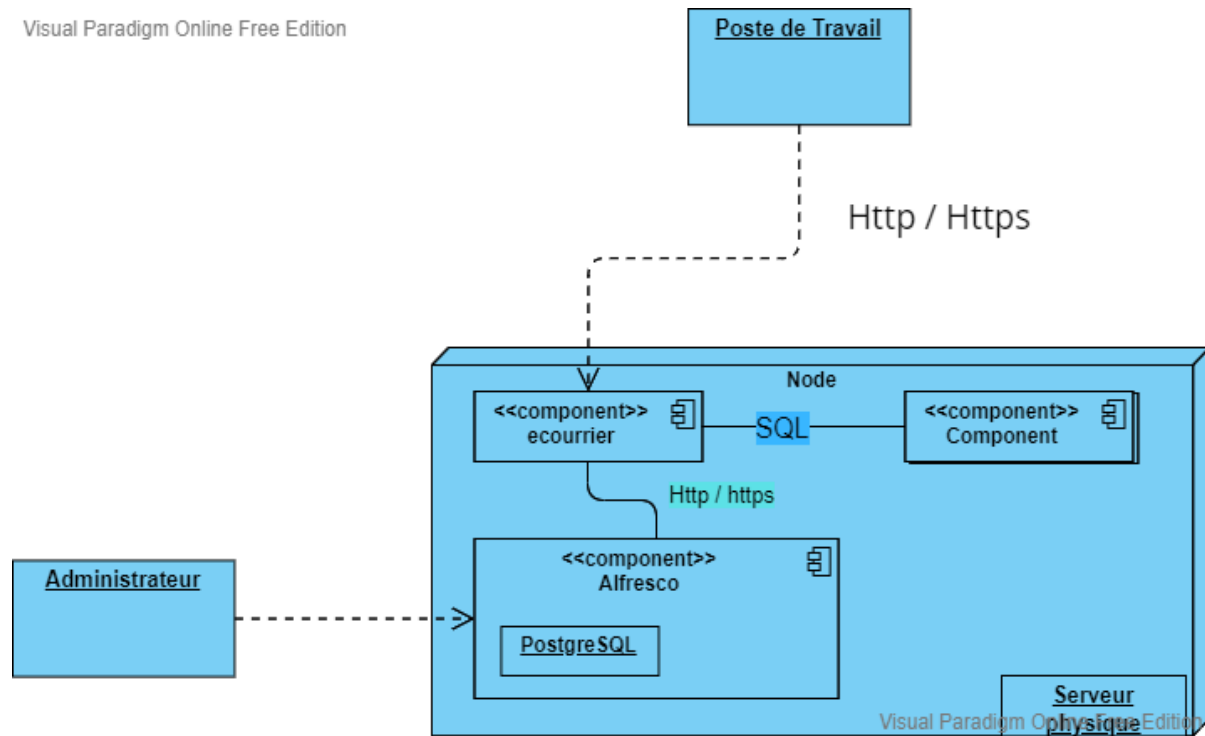 Visual Paradigm Online Free Edition
Poste de Travail
Http / Https
Node
<<component>>
ecourrier
SQL
<<component>>
Component
Http / https
<<component>>
Alfresco
PostgreSQL
Administrateur
Serveur
physique
Visual Paradigm Online Free Edition